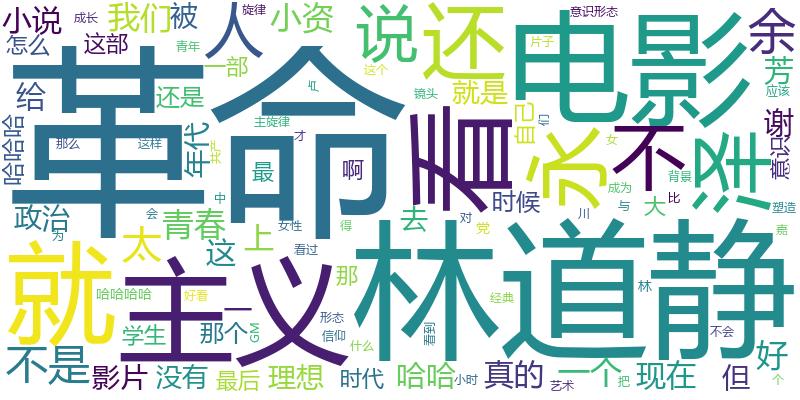 小说
我们
被
旋律
小资
说
还
电影
意识形态
余
成长
怎么
这部
人
青年
一部
片子
芳
给
还是
这个
镜头
就是
应该
哈哈哈
革命
主旋律
看
自己
们
永
不
泽
谢
意识
年代
共产
那么
这样
才
最
啊
女
背景
成为
比
政治
会
中
青春
女性
得
去
时候
对
川
与
大
塑造
为
太
上
这
看过
党
嘉
就
主义
林道静
那
哈哈哈哈
好看
一
经典
林
学生
那个
GM
形态
信仰
看到
不会
什么
不是
影片
没有
最后
理想
时代
哈哈
小时
真的
艺术
一个
把
现在
但
好
个